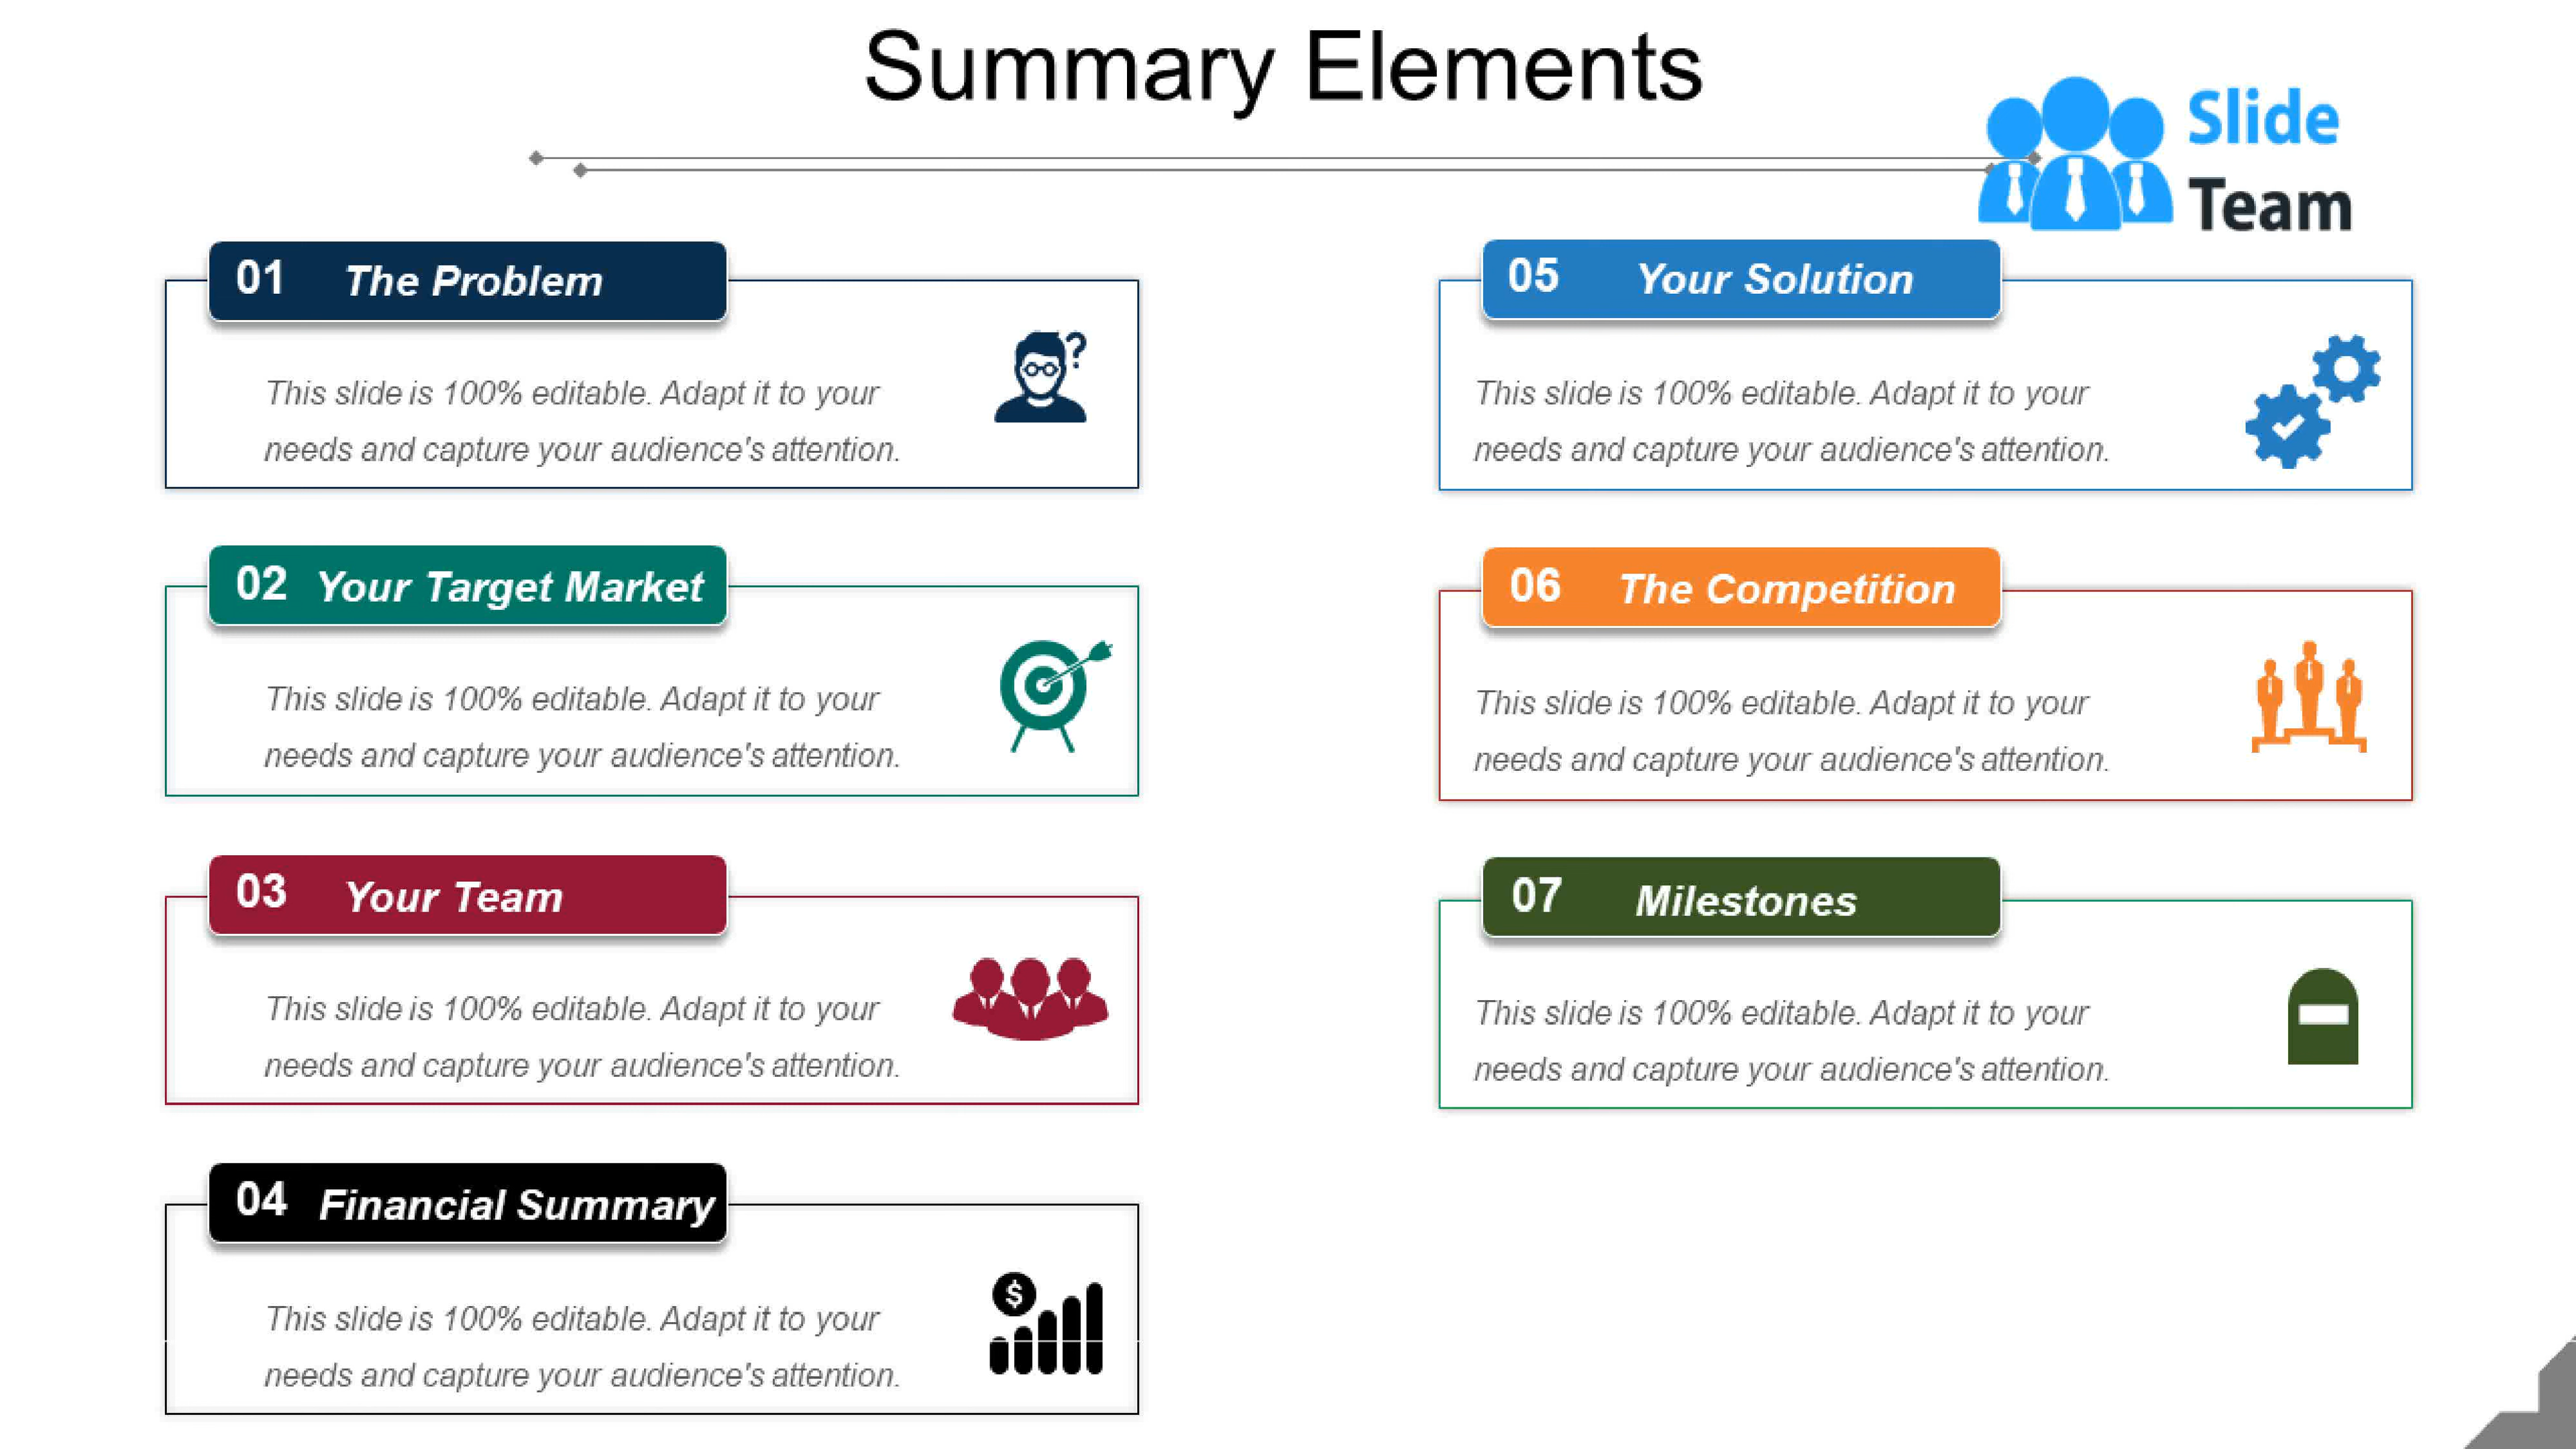 Summary Elements
Slide
Team
01 The Problem
This slide is 100% editable. Adapt it to your
needs and capture your audience's attention.
02 Your Target Market
This slide is 100% editable. Adapt it to your
needs and capture your audience's attention.
03 Your Team
This slide is 100% editable. Adapt it to your
needs and capture your audience's attention.
04 Financial Summary
This slide is 100% editable. Adapt it to your
needs and capture your audience's attention.
$
05 Your Solution
This slide is 100% editable. Adapt it to your
needs and capture your audience's attention.
06 The Competition
This slide is 100% editable. Adapt it to your
needs and capture your audience's attention.
07 Milestones
This slide is 100% editable. Adapt it to your
needs and capture your audience's attention.